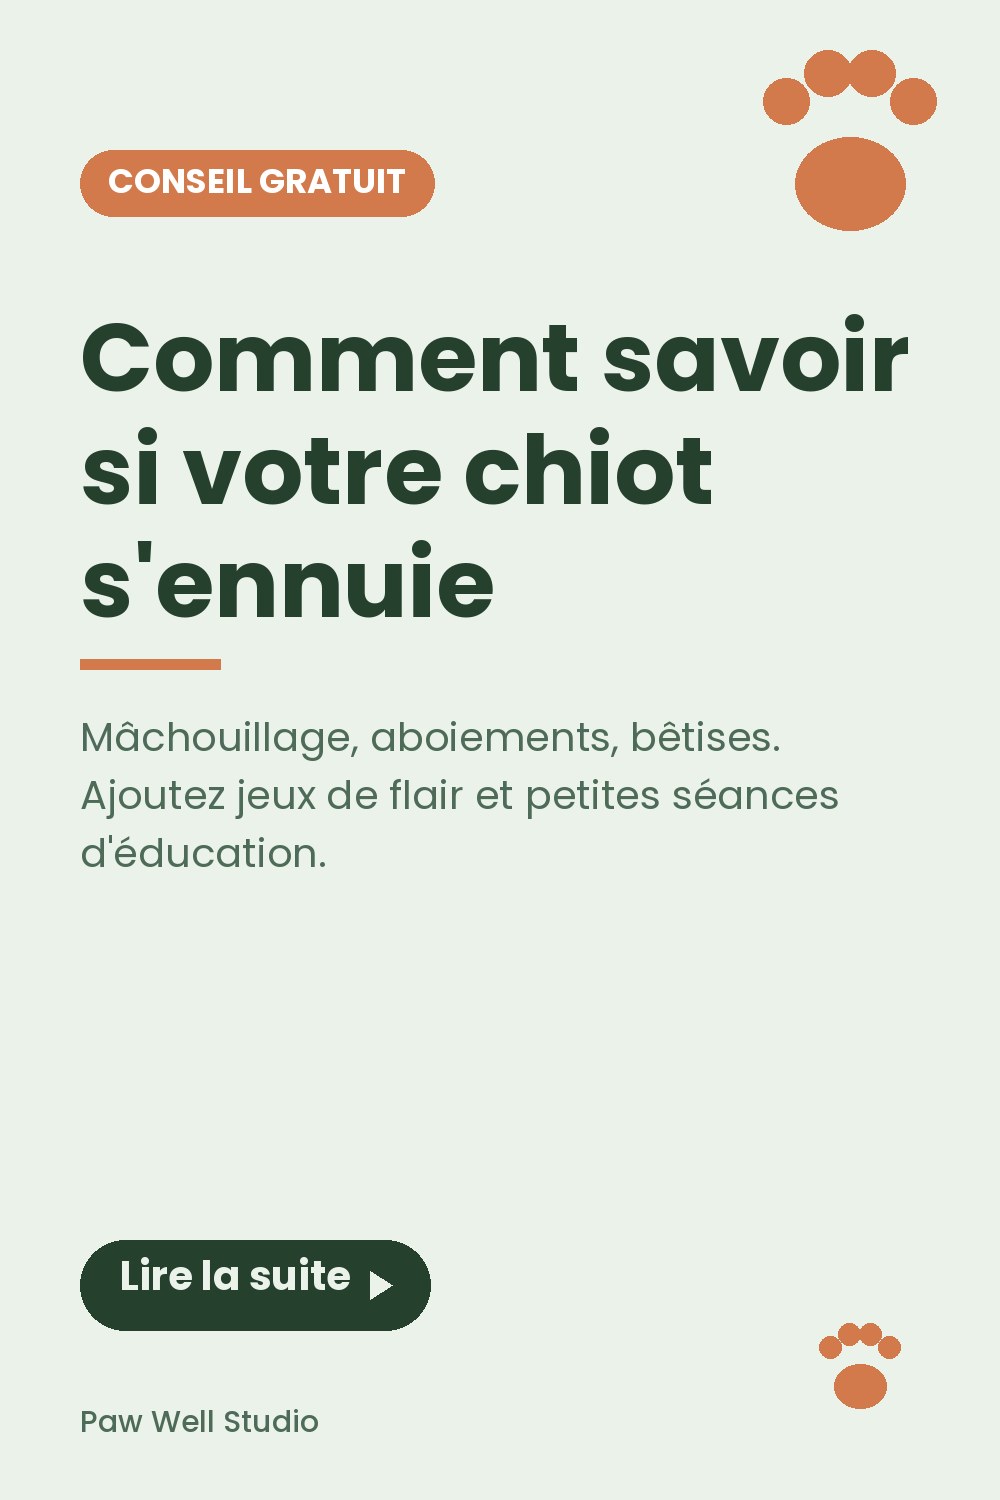 CONSEIL GRATUIT
Comment savoir
si votre chiot
s'ennuie
Mâchouillage, aboiements, bêtises.
Ajoutez jeux de flair et petites séances
d'éducation.
Lire la suite
Paw Well Studio